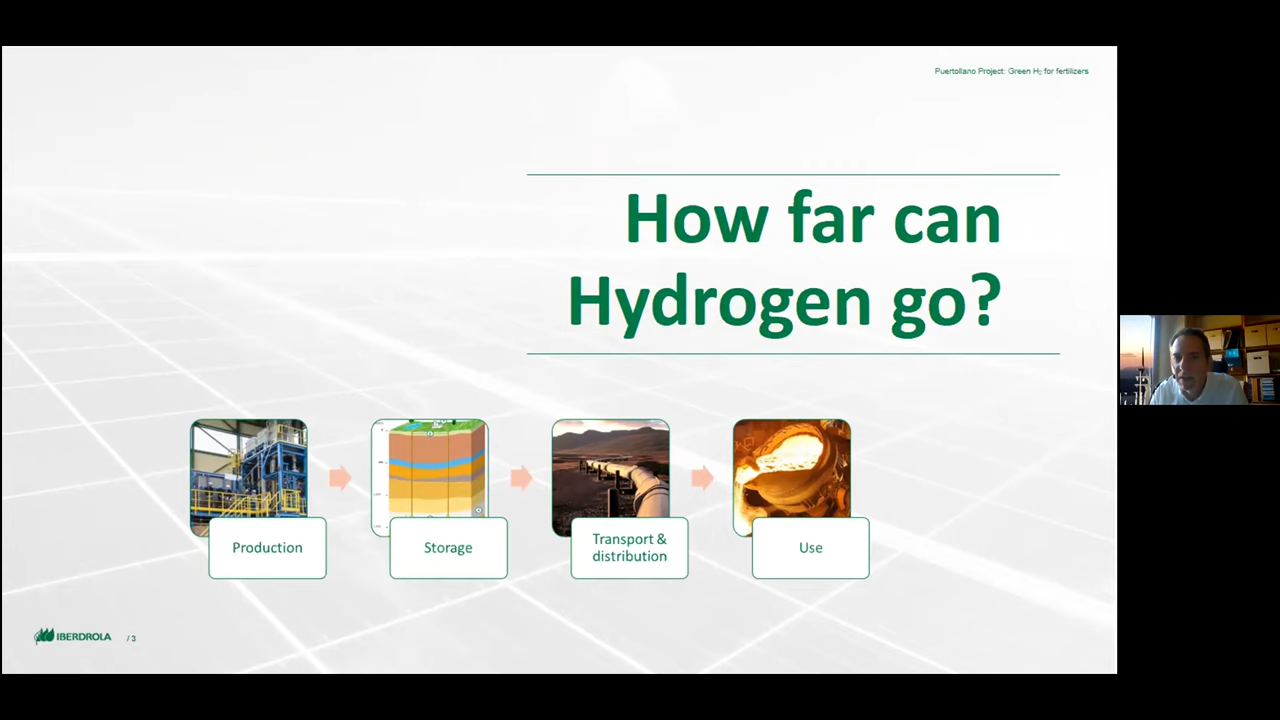 Puertollano Project: Green H₂ for fertilizers
How far can
Hydrogen go?
Production
Storage
Transport &
distribution
Use
IBERDROLA
/ 3